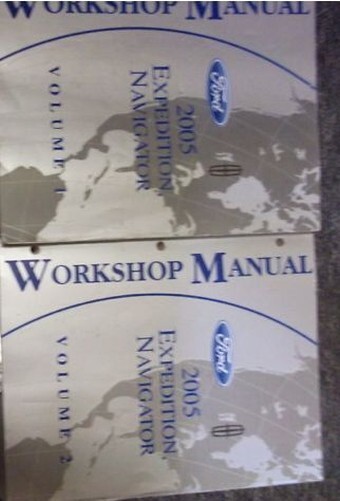 WORKSHOP MANUAL
Ford
2005
EXPEDITION
NAVIGATOR
VOLUME 1
WORKSHOP MANUAL
Ford
2005
EXPEDITION
NAVIGATOR
VOLUME 2